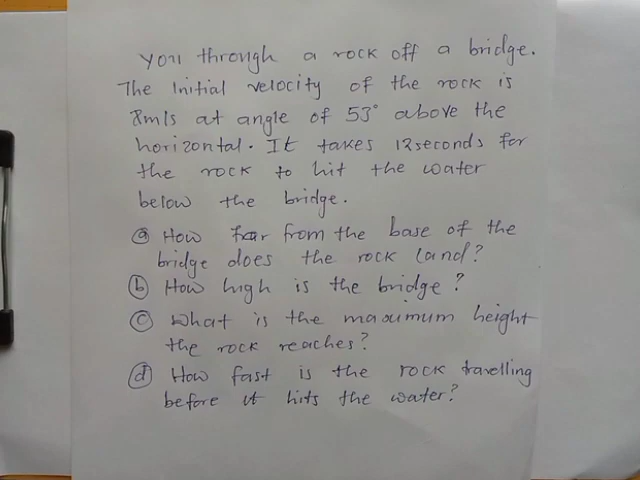 You through a rock off a bridge.
The Initial velocity of the rock is
8m/s at angle of 53° above the
horizontal. It takes 12seconds for
the rock to hit the water
below the bridge.
(a) How far from the base of the
bridge does the rock land?
(b) How high is the bridge?
(c) What is the maximum height
the rock reaches?
(d) How fast is the rock travelling
before it hits the water?